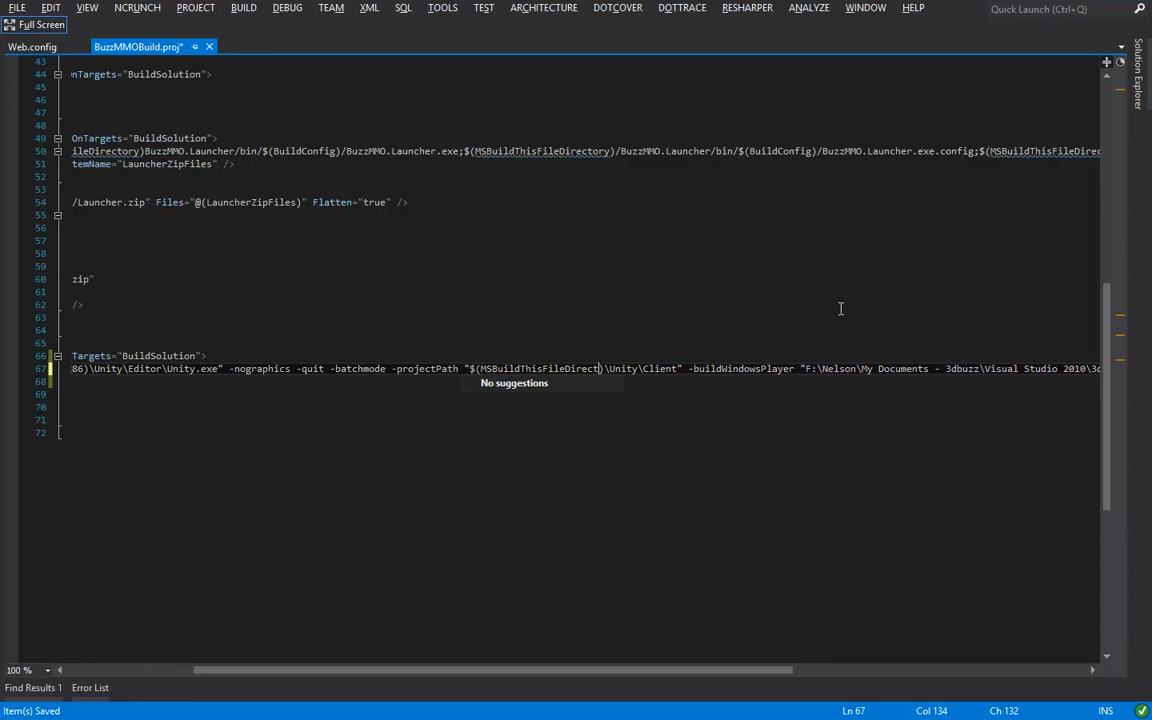 FILE EDIT VIEW NCRUNCH PROJECT BUILD DEBUG TEAM XML SQL TOOLS TEST ARCHITECTURE DOTCOVER DOTTRACE RESHARPER ANALYZE WINDOW HELP Quick Launch (Ctrl+Q)
Full Screen
Web.config BuzzMMOBuild.proj*
Solution Explorer
43
44 nTargets="BuildSolution">
45
46
47
48
49 OnTargets="BuildSolution">
50 ileDirectory)BuzzMMO.Launcher/bin/$(BuildConfig)/BuzzMMO.Launcher.exe;$(MSBuildThisFileDirectory)/BuzzMMO.Launcher/bin/$(BuildConfig)/BuzzMMO.Launcher.exe.config;$(MSBuildThisFileDirec
51 temName="LauncherZipFiles" />
52
53
54 /Launcher.zip" Files="@(LauncherZipFiles)" Flatten="true" />
55
56
57
58
59
60 zip"
61
62 />
63
64
65
66 Targets="BuildSolution">
67 86)\Unity\Editor\Unity.exe" -nographics -quit -batchmode -projectPath "$(MSBuildThisFileDirect)\Unity\Client" -buildWindowsPlayer "F:\Nelson\My Documents - 3dbuzz\Visual Studio 2010\3d
No suggestions
68
69
70
71
72
100 %
Find Results 1 Error List
Item(s) Saved Ln 67 Col 134 Ch 132 INS